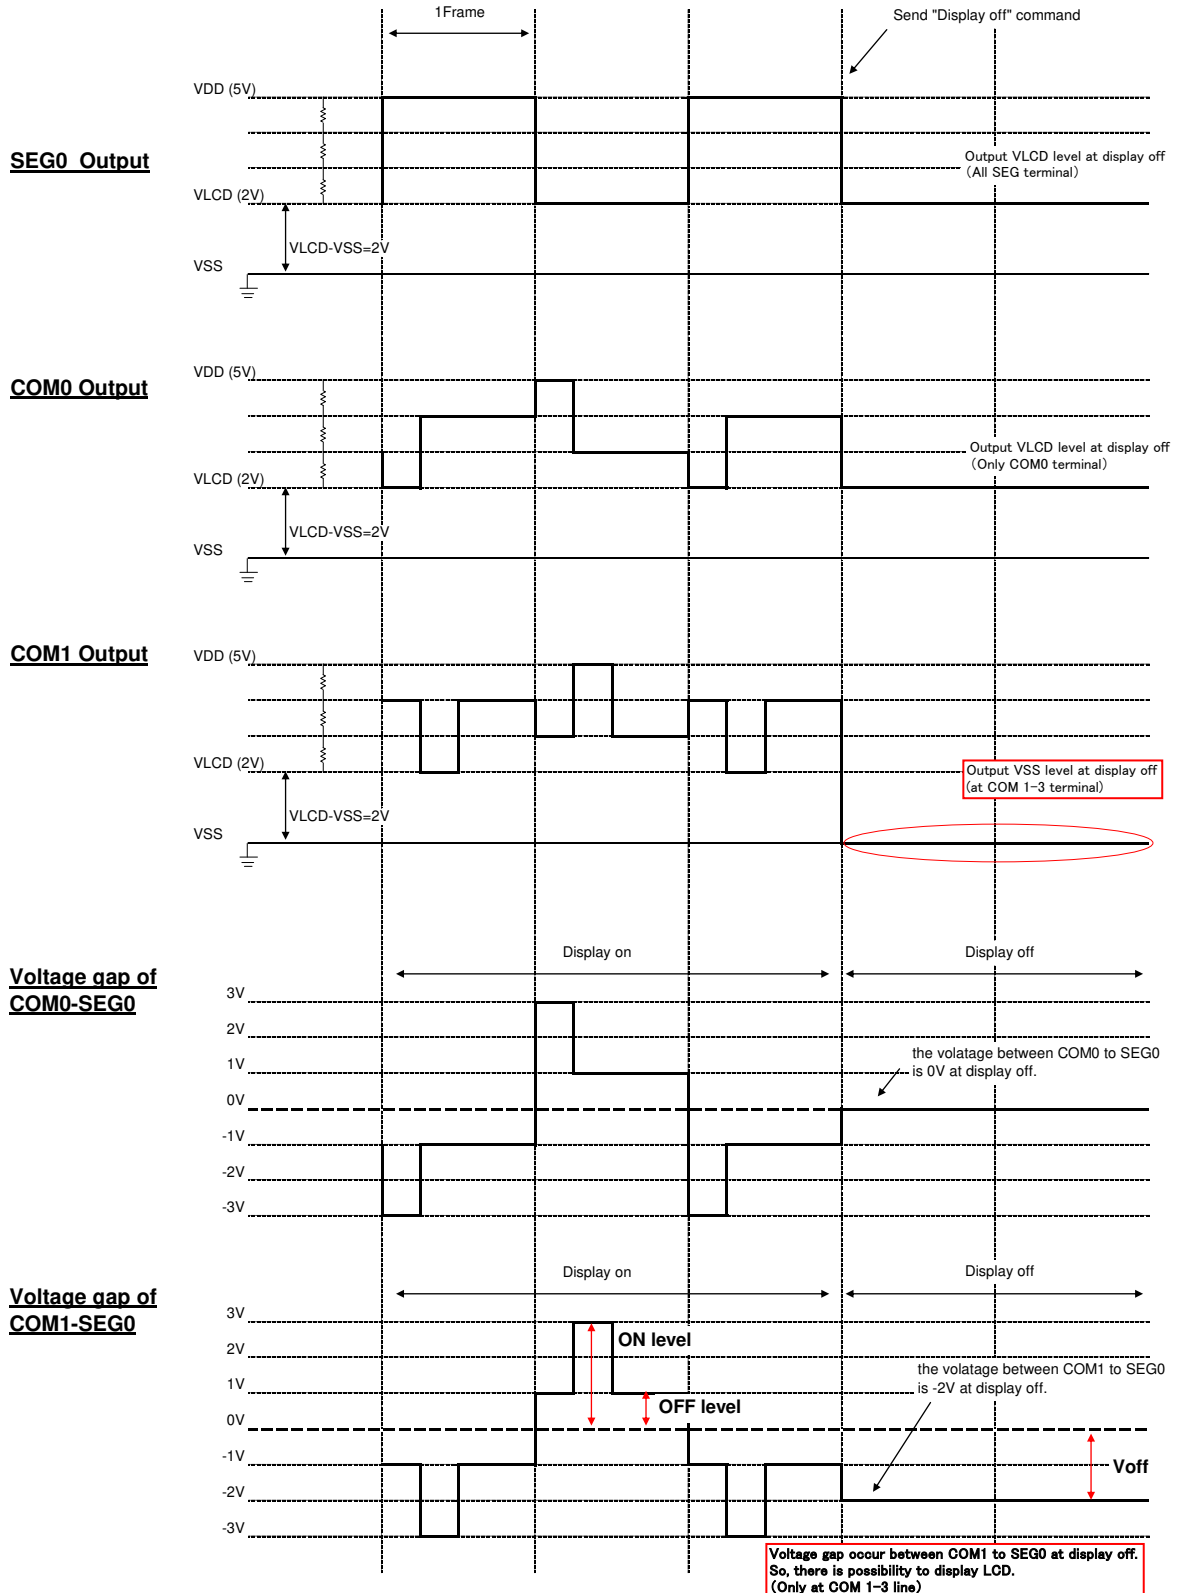 1Frame
Send "Display off" command
VDD (5V)
SEG0 Output
Output VLCD level at display off
(All SEG terminal)
VLCD (2V)
VLCD-VSS=2V
VSS
VDD (5V)
COM0 Output
Output VLCD level at display off
(Only COM0 terminal)
VLCD (2V)
VLCD-VSS=2V
VSS
COM1 Output
VDD (5V)
VLCD (2V)
Output VSS level at display off
(at COM 1-3 terminal)
VLCD-VSS=2V
VSS
Display on
Display off
Voltage gap of
COM0-SEG0
3V
2V
1V
the volatage between COM0 to SEG0
is 0V at display off.
0V
-1V
-2V
-3V
Display on
Display off
Voltage gap of
COM1-SEG0
3V
ON level
2V
the volatage between COM1 to SEG0
is -2V at display off.
1V
OFF level
0V
-1V
Voff
-2V
-3V
Voltage gap occur between COM1 to SEG0 at display off.
So, there is possibility to display LCD.
(Only at COM 1-3 line)